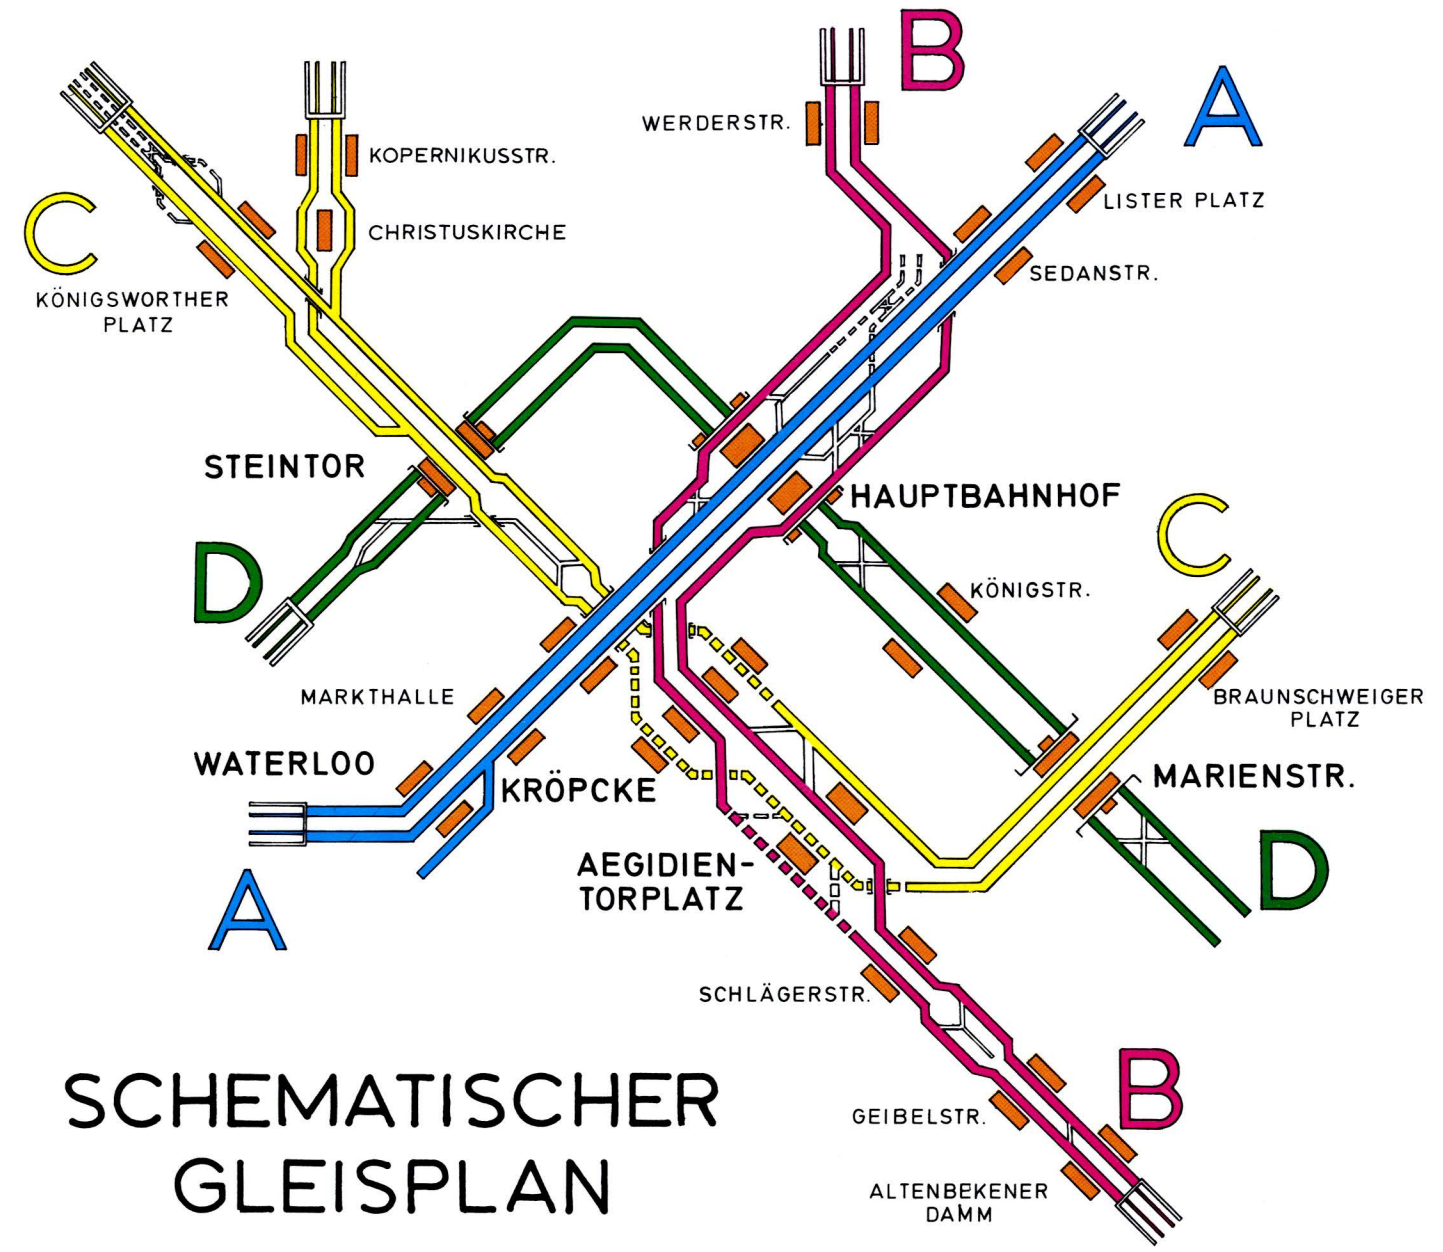 B
A
WERDERSTR.
KOPERNIKUSSTR.
LISTER PLATZ
C
CHRISTUSKIRCHE
SEDANSTR.
KÖNIGSWORTHER
PLATZ
STEINTOR
HAUPTBAHNHOF
C
D
KÖNIGSTR.
MARKTHALLE
BRAUNSCHWEIGER
PLATZ
WATERLOO
KRÖPCKE
MARIENSTR.
AEGIDIEN-
TORPLATZ
D
A
SCHLÄGERSTR.
B
GEIBELSTR.
ALTENBEKENER
DAMM
SCHEMATISCHER
GLEISPLAN